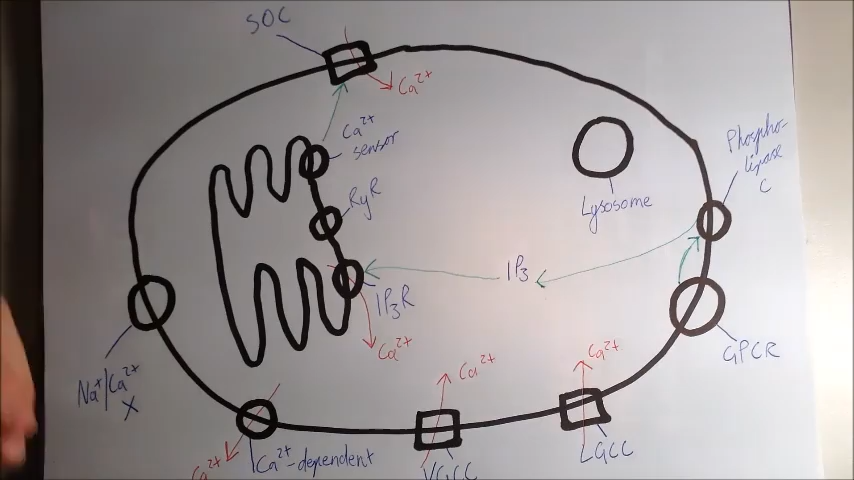 SOC
Ca²⁺
Ca²⁺
sensor
Phospho-
lipase
C
RyR
Lysosome
IP₃
IP₃R
Ca²⁺
Na⁺/Ca²⁺
X
GPCR
Ca²⁺
Ca²⁺
Ca²⁺
Ca²⁺-dependent
VGCC
LGCC